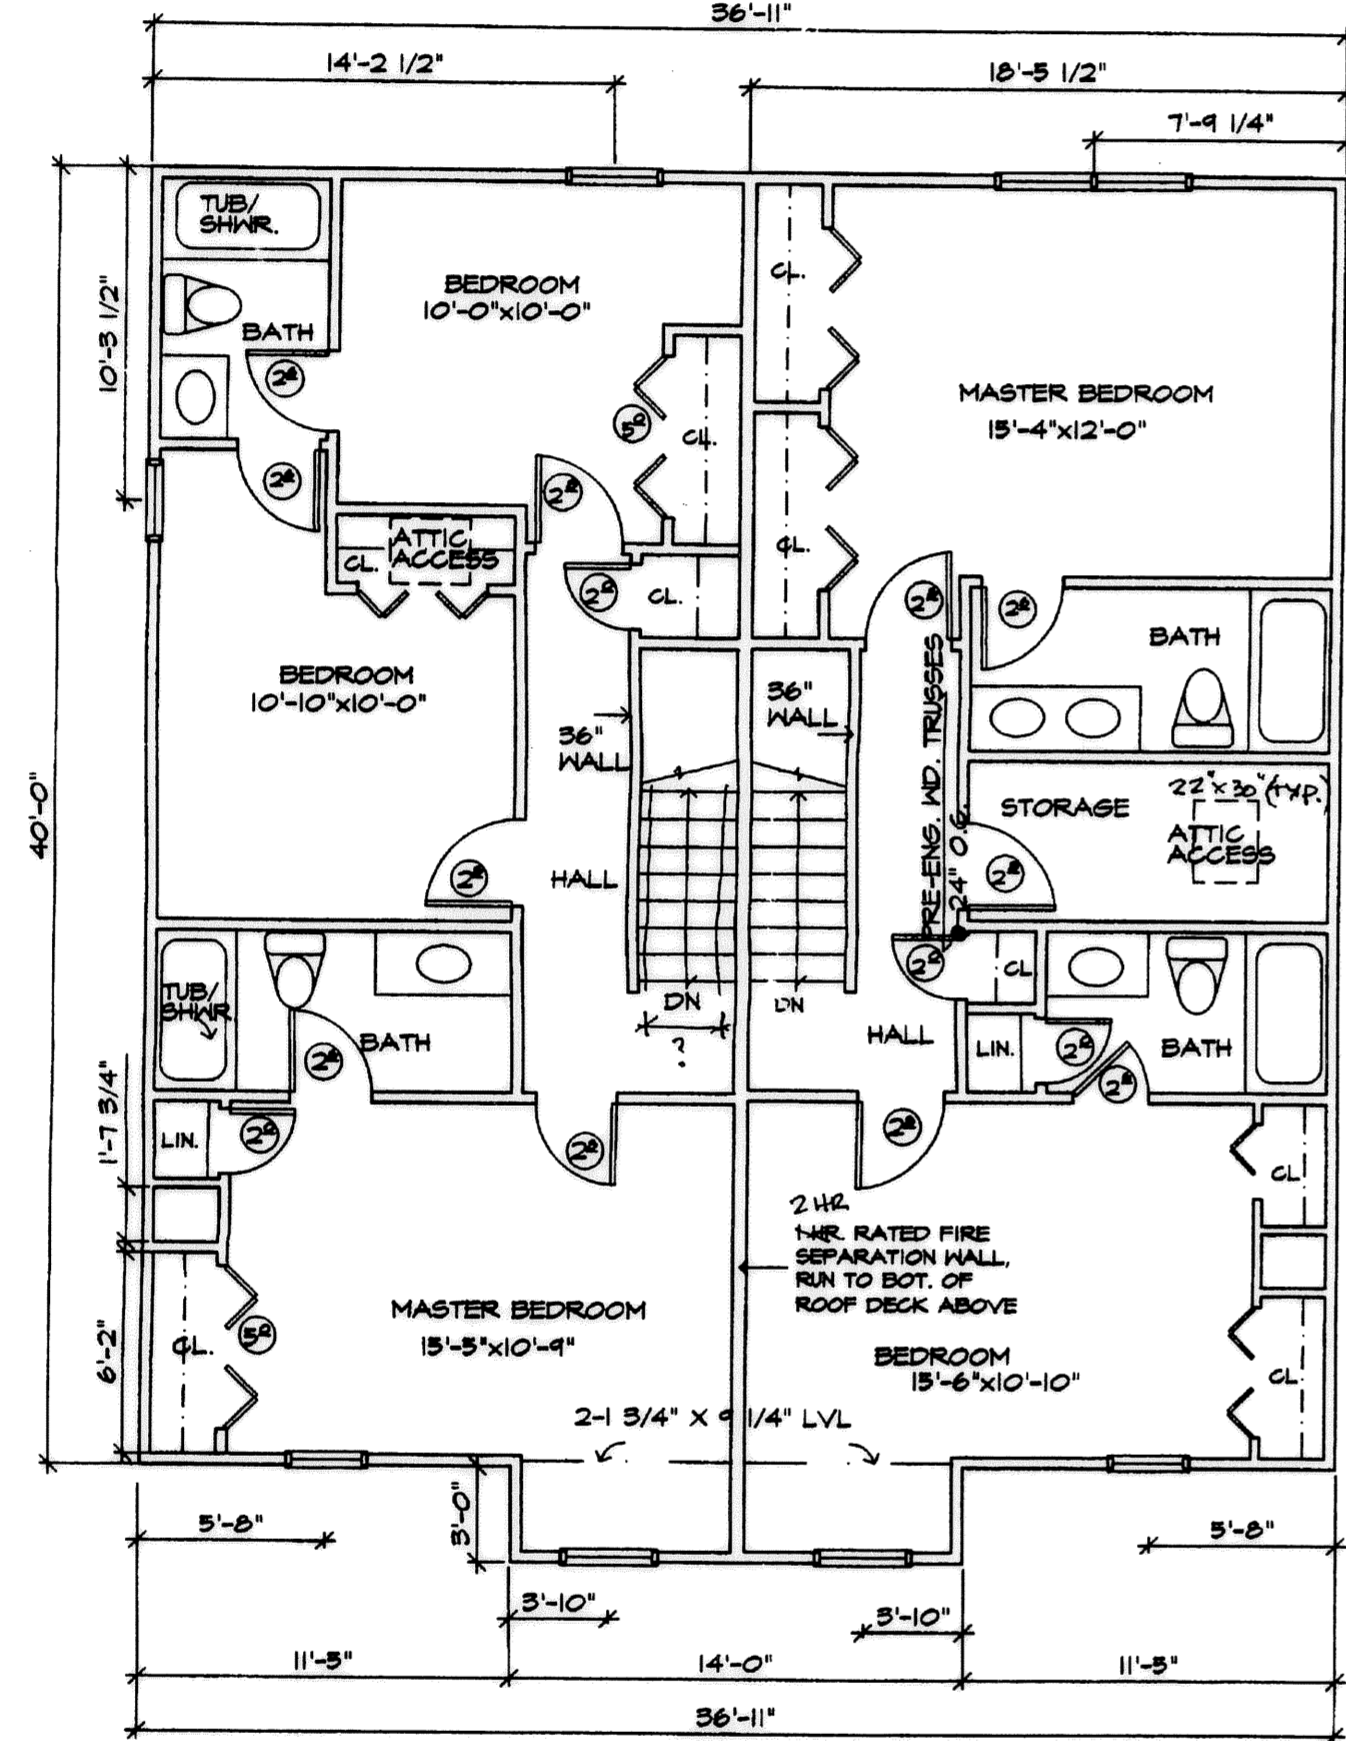 36'-11"
14'-2 1/2"
18'-5 1/2"
7'-9 1/4"
TUB/
SHWR.
BEDROOM
10'-0"x10'-0"
BATH
CL.
10'-3 1/2"
MASTER BEDROOM
15'-4"x12'-0"
CL.
CL.
ATTIC
ACCESS
CL.
CL.
BEDROOM
10'-10"x10'-0"
BATH
36"
WALL
36"
WALL
PRE-ENG. WD. TRUSSES
24" O.C.
40'-0"
STORAGE
22"x30"(TYP.)
ATTIC
ACCESS
HALL
TUB/
SHWR
BATH
DN
DN
?
HALL
CL
LIN.
BATH
1'-7 3/4"
LIN.
CL
2 HR
1 HR. RATED FIRE
SEPARATION WALL,
RUN TO BOT. OF
ROOF DECK ABOVE
MASTER BEDROOM
15'-5"x10'-9"
6'-2"
CL.
BEDROOM
15'-6"x10'-10"
CL
2-1 3/4" X 9 1/4" LVL
5'-8"
3'-0"
5'-8"
3'-10"
3'-10"
11'-5"
14'-0"
11'-5"
36'-11"